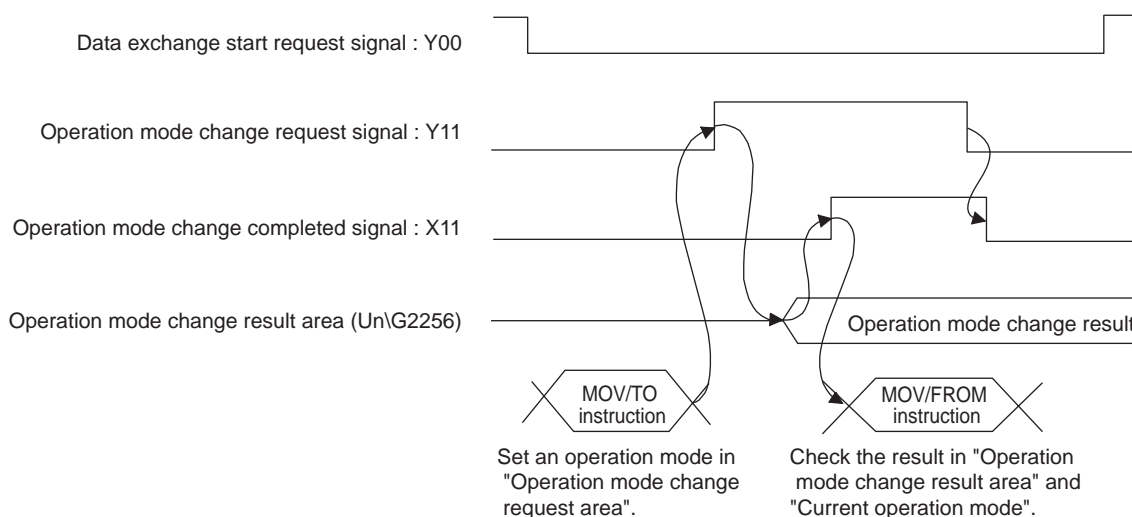 Data exchange start request signal : Y00
Operation mode change request signal : Y11
Operation mode change completed signal : X11
Operation mode change result area (Un\G2256)
Operation mode change result
MOV/TO
instruction
MOV/FROM
instruction
Set an operation mode in
"Operation mode change
request area".
Check the result in "Operation
mode change result area" and
"Current operation mode".